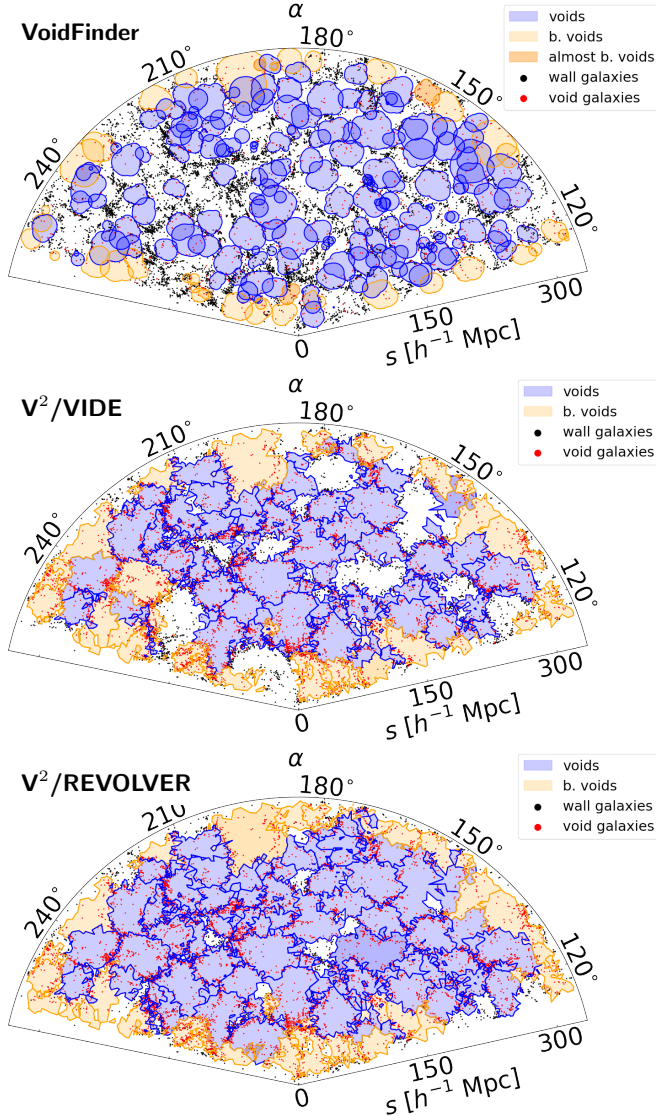 VoidFinder
α
voids
b. voids
almost b. voids
wall galaxies
void galaxies
240°
210°
180°
150°
120°
0
150
300
s [h⁻¹ Mpc]
V²/VIDE
α
voids
b. voids
wall galaxies
void galaxies
240°
210°
180°
150°
120°
0
150
300
s [h⁻¹ Mpc]
V²/REVOLVER
α
voids
b. voids
wall galaxies
void galaxies
240°
210
180°
150°
120°
0
150
300
s [h⁻¹ Mpc]